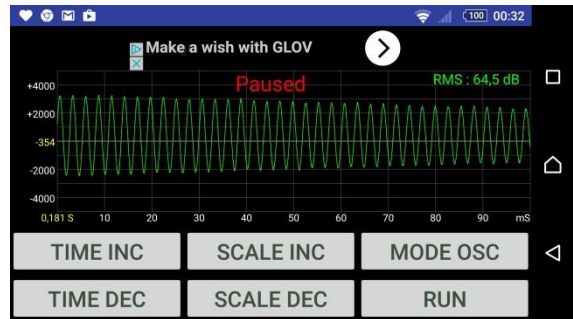 100 00:32
Make a wish with GLOV
Paused
RMS : 64,5 dB
+4000
+2000
-354
-2000
-4000
0,181 S 10 20 30 40 50 60 70 80 90 mS
TIME INC SCALE INC MODE OSC
TIME DEC SCALE DEC RUN